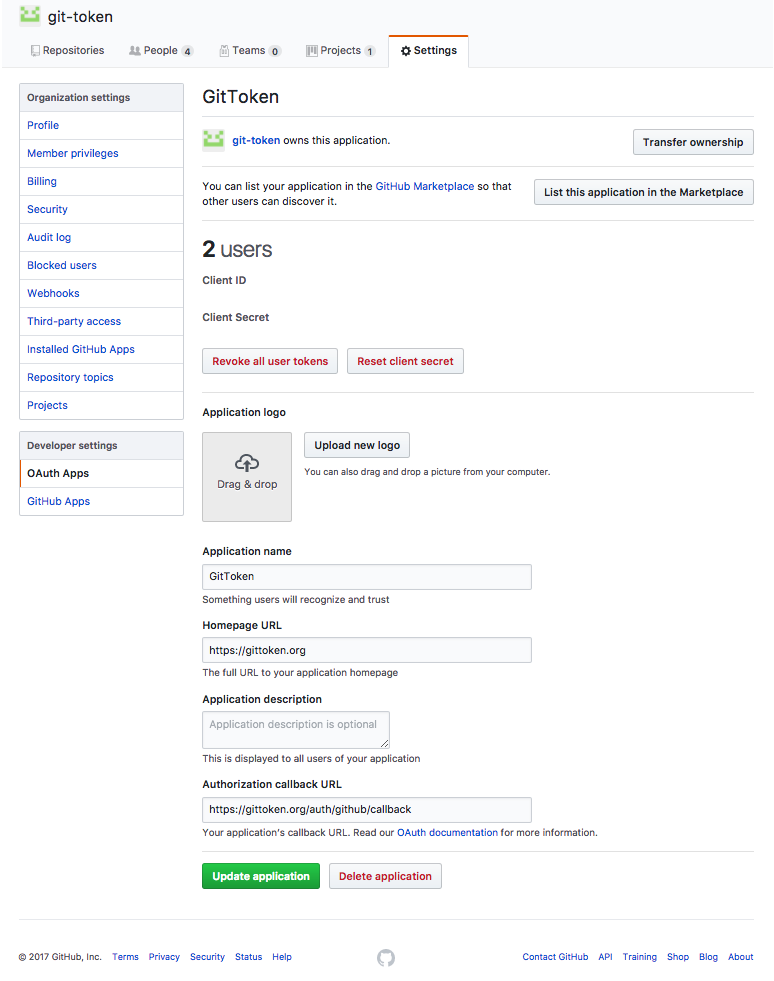 git-token
Repositories People 4 Teams 0 Projects 1 Settings
Organization settings
Profile
Member privileges
Billing
Security
Audit log
Blocked users
Webhooks
Third-party access
Installed GitHub Apps
Repository topics
Projects
Developer settings
OAuth Apps
GitHub Apps
GitToken
git-token owns this application.
Transfer ownership
You can list your application in the GitHub Marketplace so that
other users can discover it.
List this application in the Marketplace
2 users
Client ID
Client Secret
Revoke all user tokens Reset client secret
Application logo
Drag & drop
Upload new logo
You can also drag and drop a picture from your computer.
Application name
GitToken
Something users will recognize and trust
Homepage URL
https://gittoken.org
The full URL to your application homepage
Application description
Application description is optional
This is displayed to all users of your application
Authorization callback URL
https://gittoken.org/auth/github/callback
Your application's callback URL. Read our OAuth documentation for more information.
Update application Delete application
© 2017 GitHub, Inc. Terms Privacy Security Status Help Contact GitHub API Training Shop Blog About